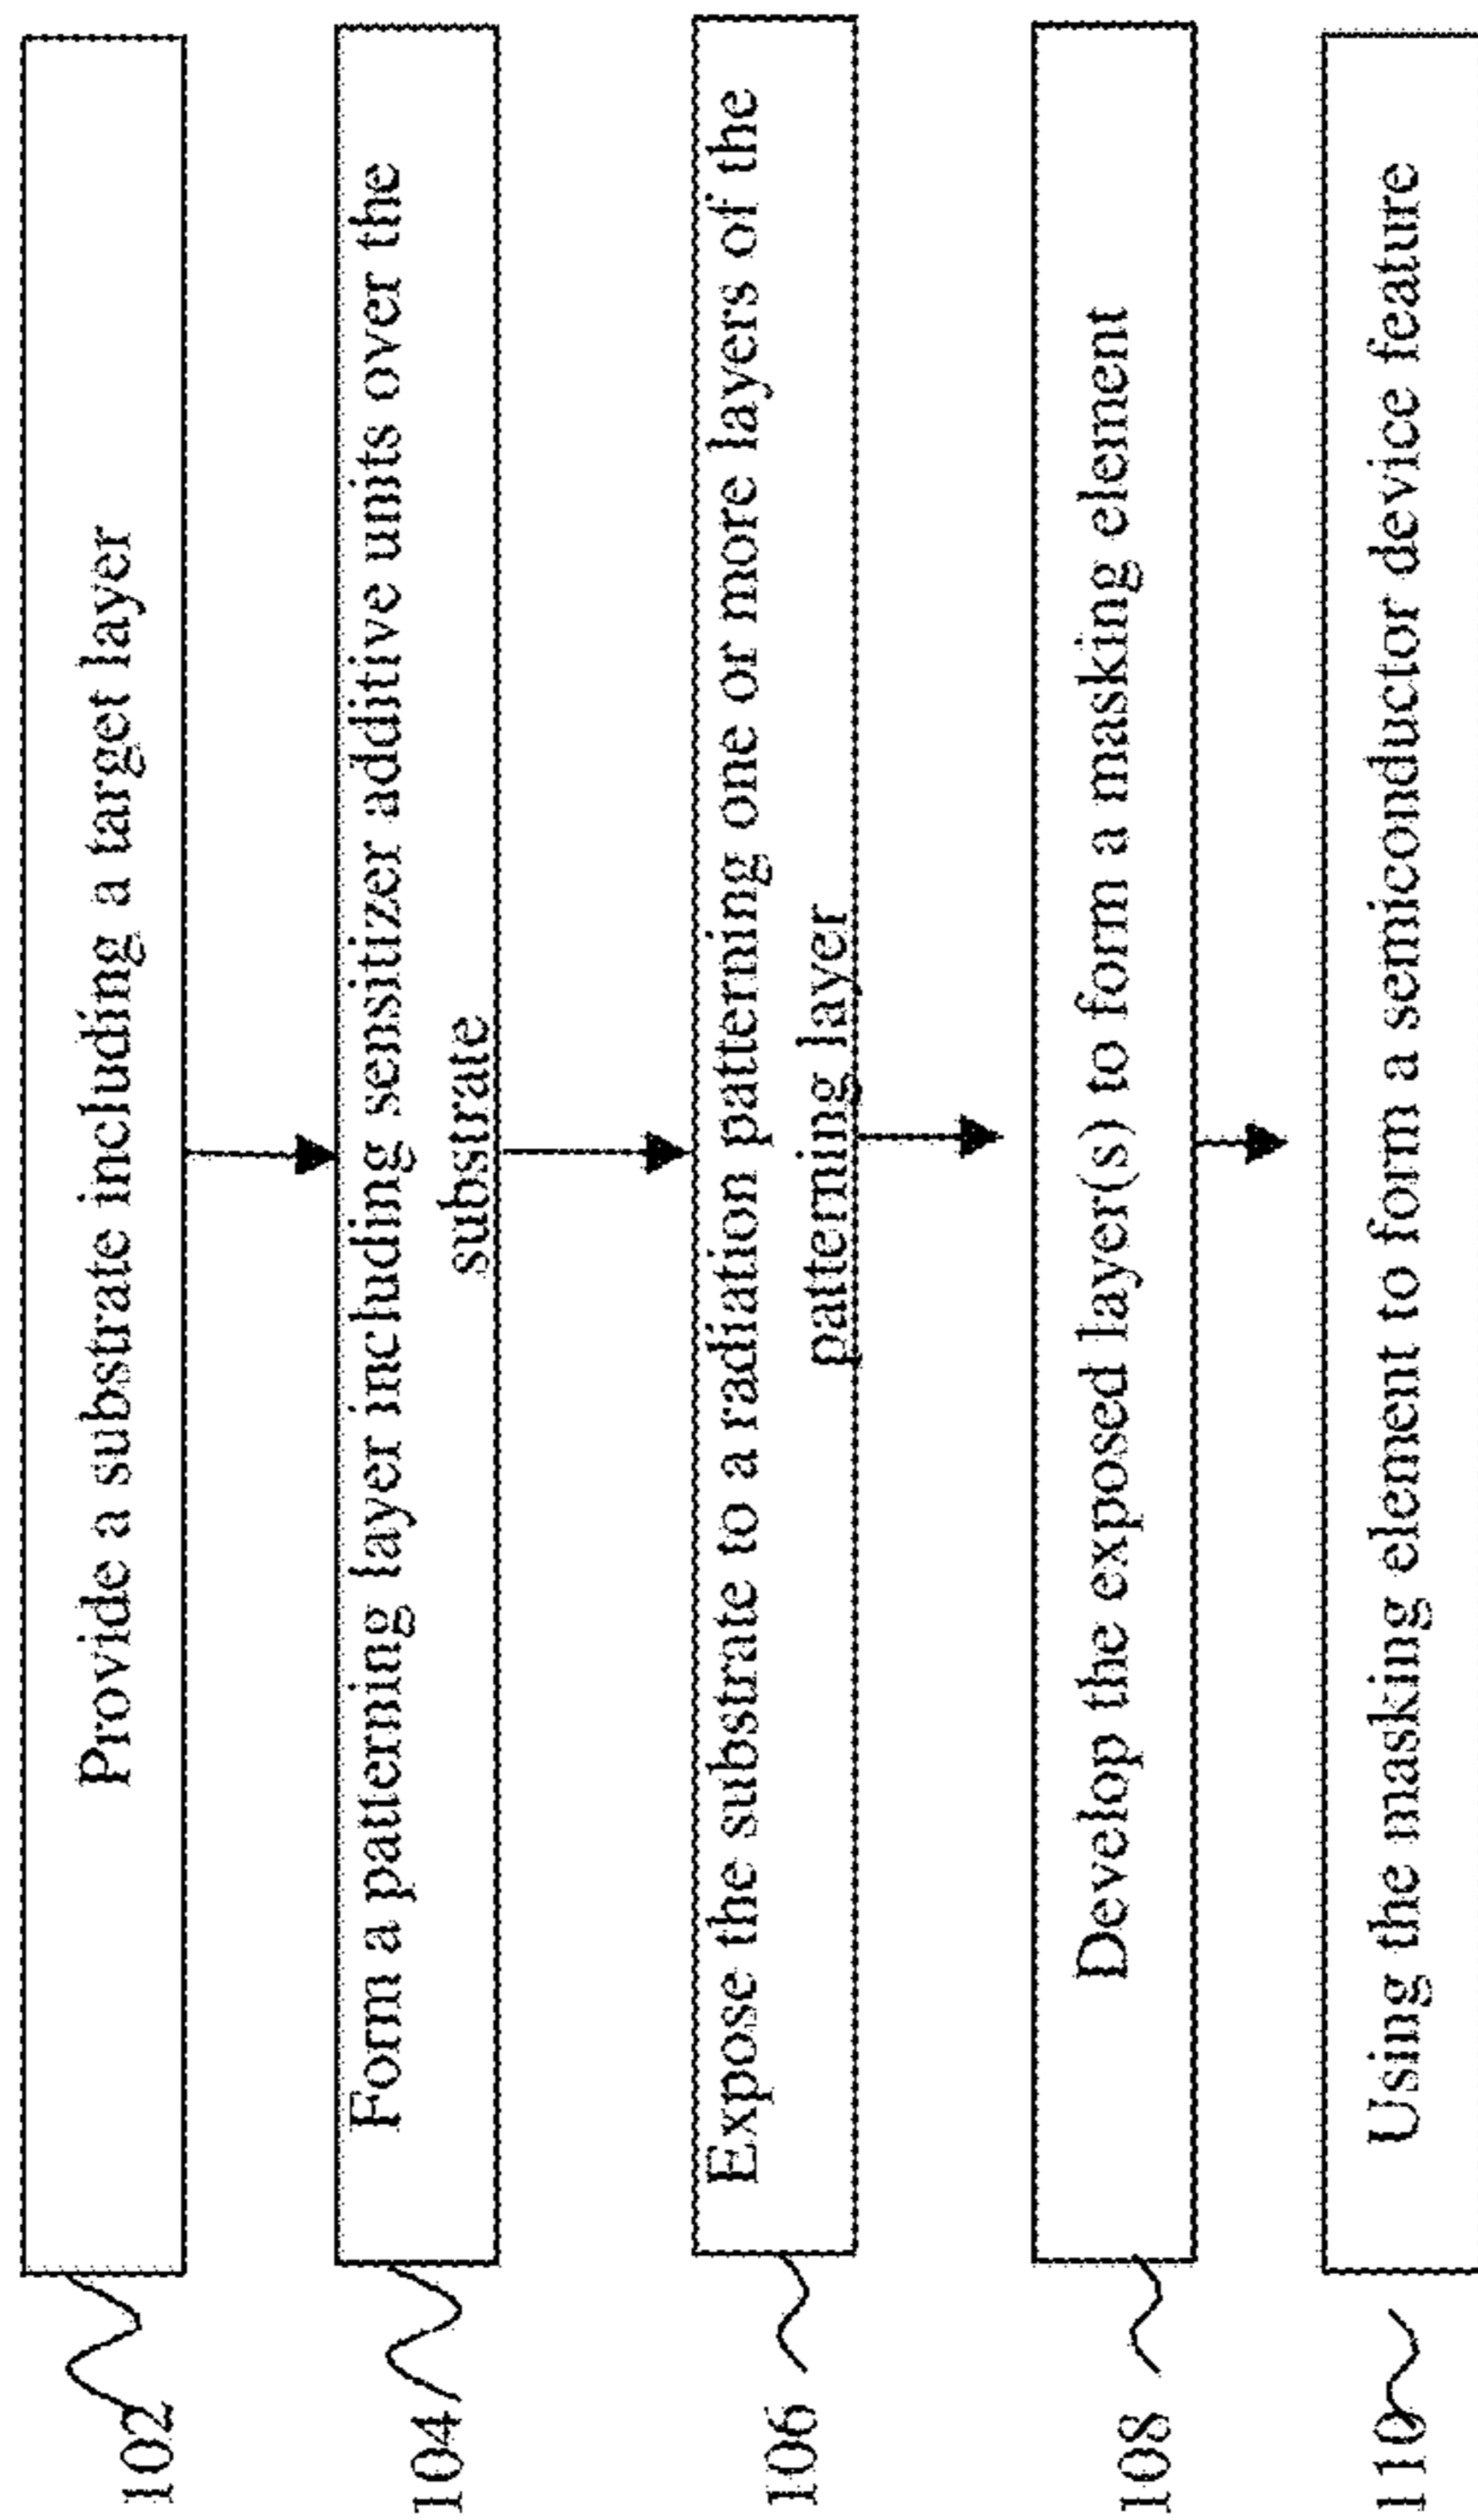 102
Provide a substrate including a target layer
104
Form a patterning layer including sensitizer additive units over the
substrate
106
Expose the substrate to a radiation patterning one or more layers of the
patterning layer
108
Develop the exposed layer(s) to form a masking element
110
Using the masking element to form a semiconductor device feature